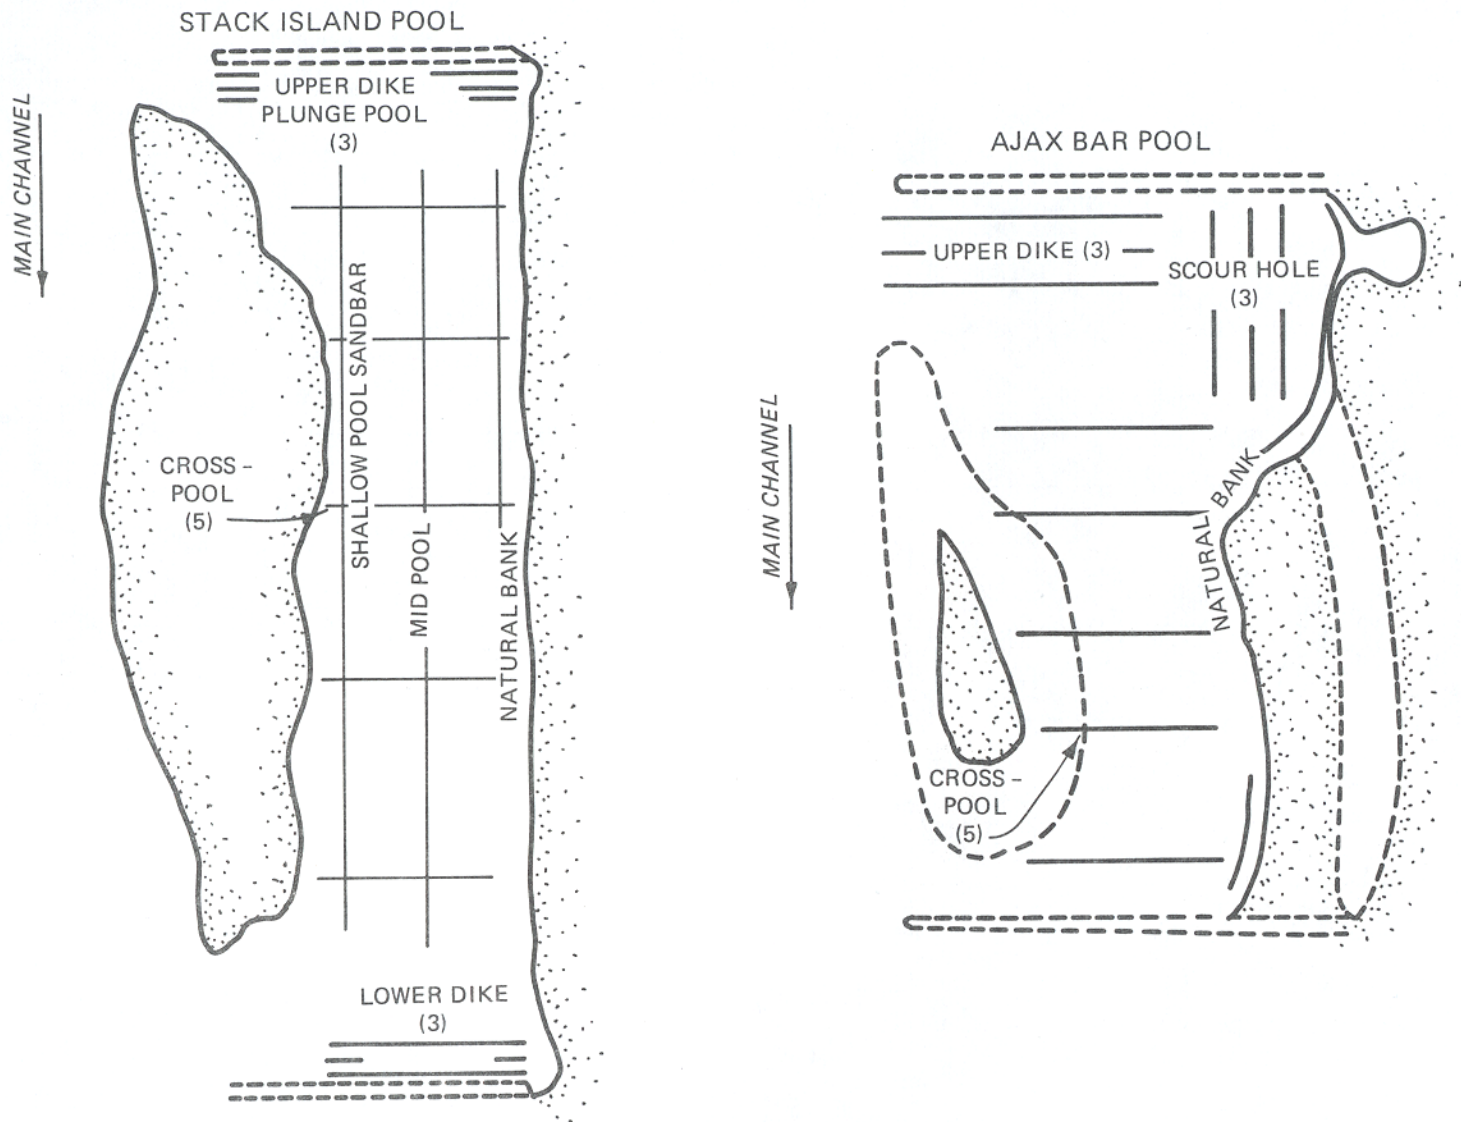 STACK ISLAND POOL
MAIN CHANNEL
UPPER DIKE
PLUNGE POOL
(3)
SHALLOW POOL SANDBAR
CROSS-
POOL
(5)
MID POOL
NATURAL BANK
LOWER DIKE
(3)
AJAX BAR POOL
UPPER DIKE (3)
SCOUR HOLE
(3)
MAIN CHANNEL
NATURAL BANK
CROSS-
POOL
(5)